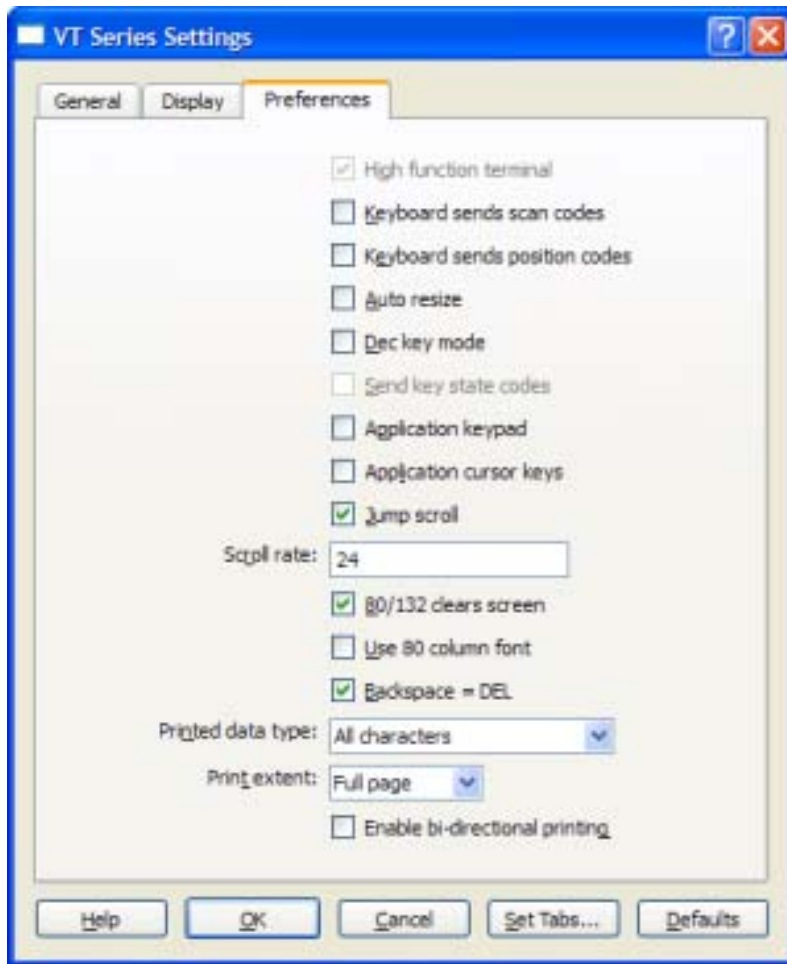 VT Series Settings
General Display Preferences
High function terminal
Keyboard sends scan codes
Keyboard sends position codes
Auto resize
Dec key mode
Send key state codes
Application keypad
Application cursor keys
Jump scroll
Scroll rate: 24
80/132 clears screen
Use 80 column font
Backspace = DEL
Printed data type: All characters
Print extent: Full page
Enable bi-directional printing
Help OK Cancel Set Tabs... Defaults